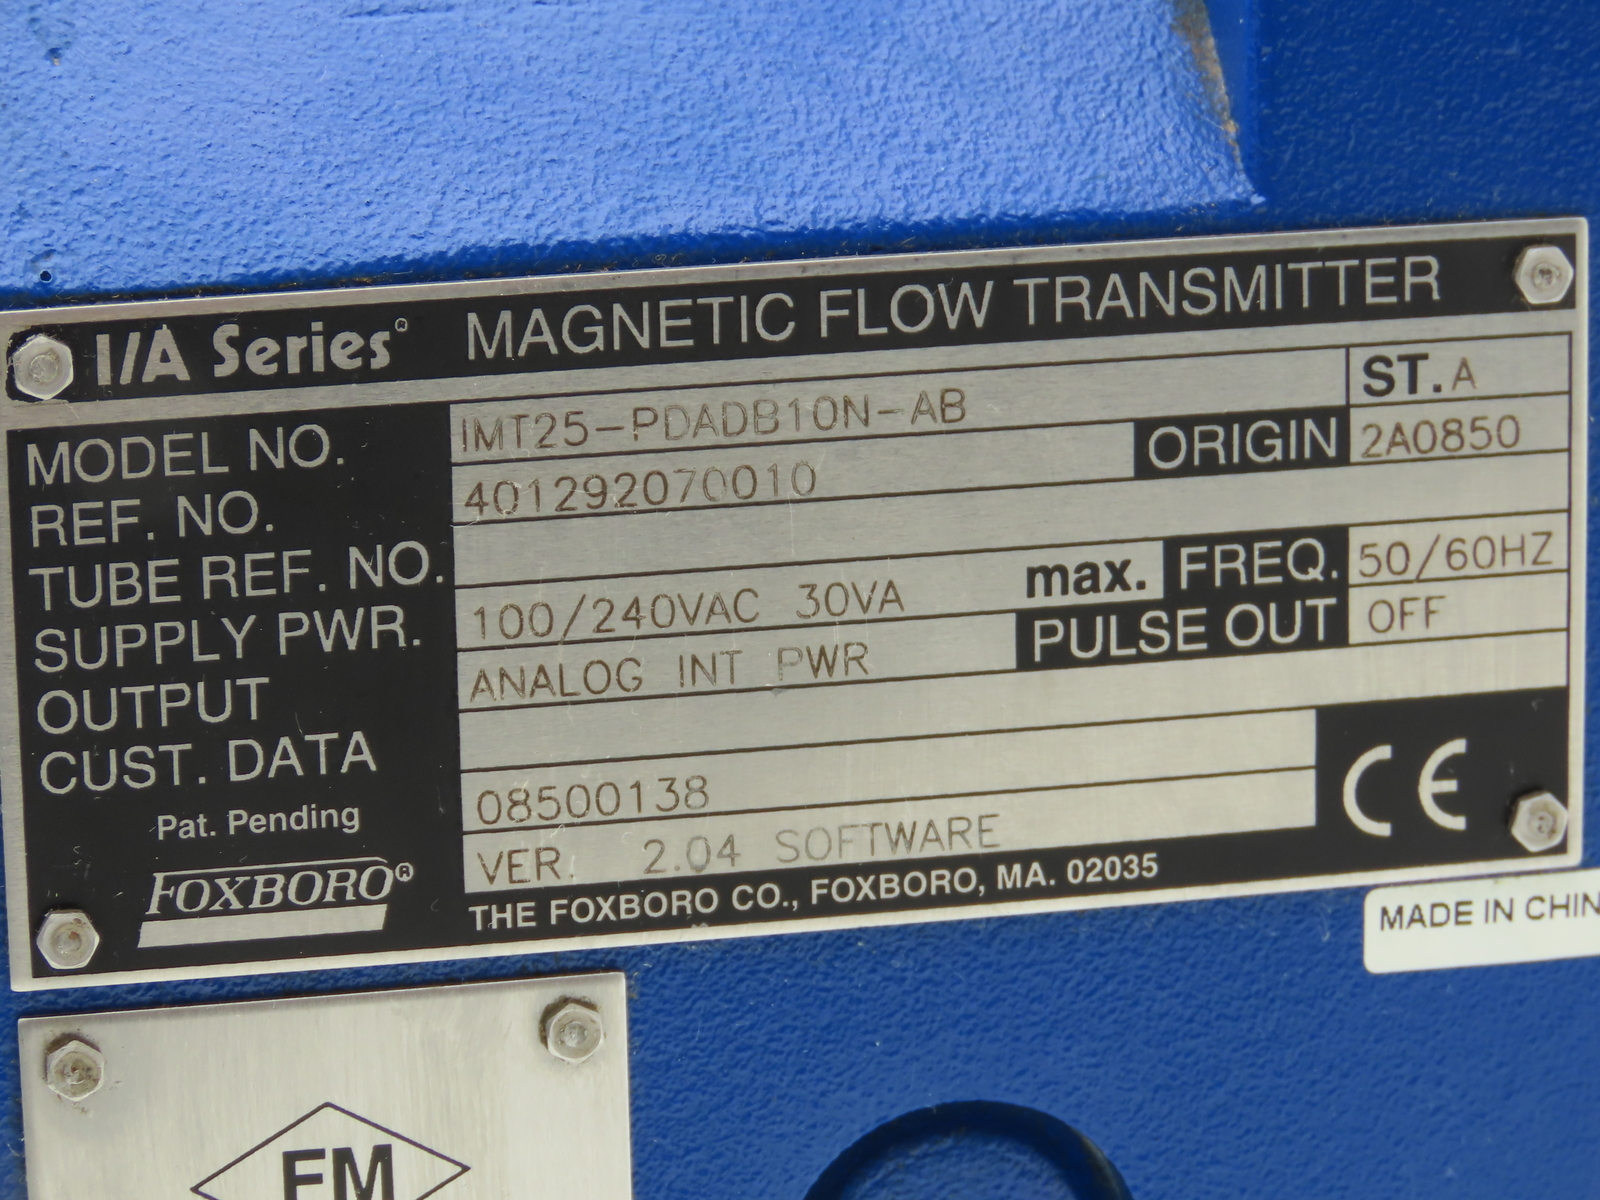 I/A Series® MAGNETIC FLOW TRANSMITTER
MODEL NO. IMT25-PDADB10N-AB ST. A
REF. NO. 401292070010 ORIGIN 2A0850
TUBE REF. NO.
SUPPLY PWR. 100/240VAC 30VA max. FREQ. 50/60HZ
OUTPUT ANALOG INT PWR PULSE OUT OFF
CUST. DATA
08500138
Pat. Pending
VER. 2.04 SOFTWARE
CE
FOXBORO®
THE FOXBORO CO., FOXBORO, MA. 02035
MADE IN CHIN
FM